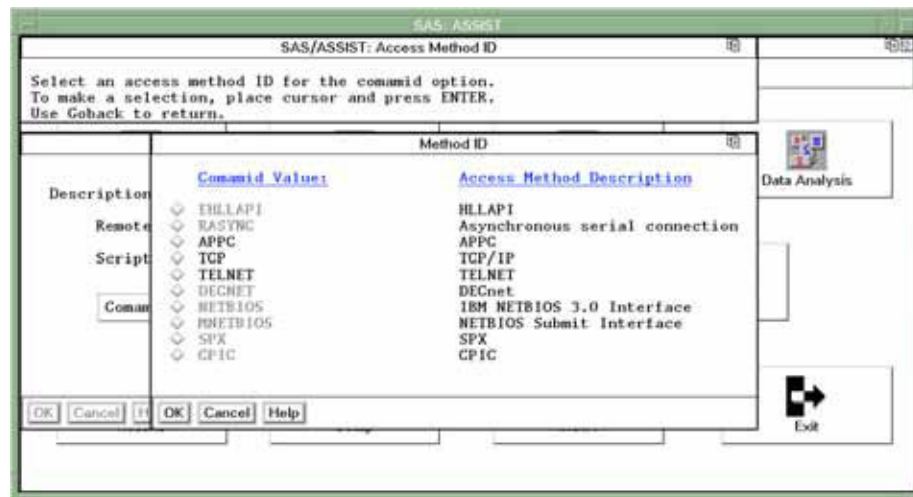 SAS: ASSIST
SAS/ASSIST: Access Method ID
Select an access method ID for the comamid option.
To make a selection, place cursor and press ENTER.
Use Goback to return.
Method ID
Comamid Value: Access Method Description
EHLLAPI HLLAPI
RASYNC Asynchronous serial connection
APPC APPC
TCP TCP/IP
TELNET TELNET
DECNET DECnet
NETBIOS IBM NETBIOS 3.0 Interface
MNETBIOS NETBIOS Submit Interface
SPX SPX
CPIC CPIC
OK Cancel Help
Description
Remote
Script
Comam
OK Cancel H
Data Analysis
Exit